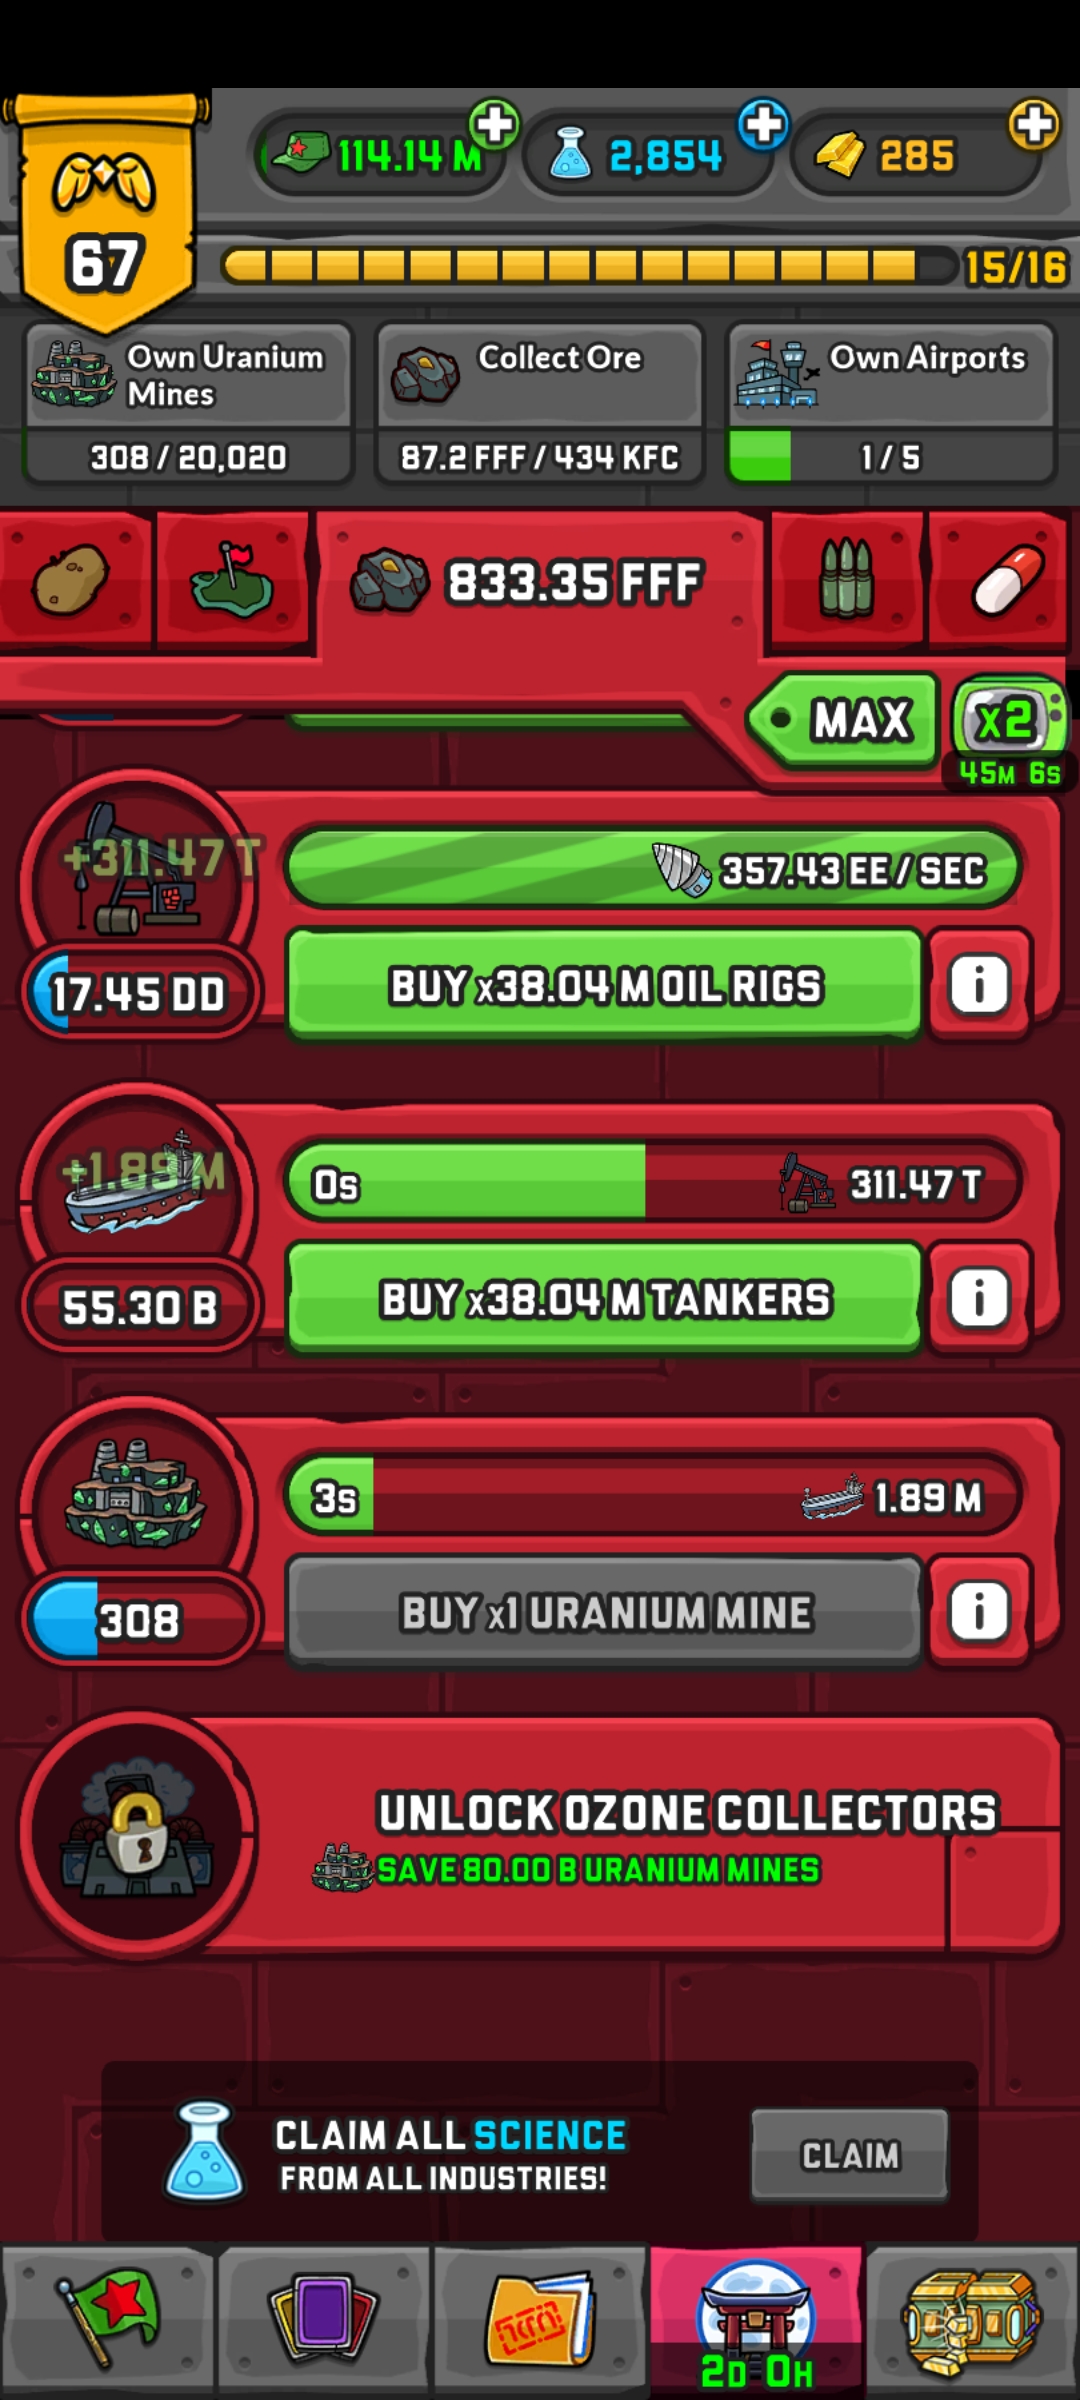 114.14 M
2,854
285
67
15/16
Own Uranium
Mines
308 / 20,020
Collect Ore
87.2 FFF / 434 KFC
Own Airports
1 / 5
833.35 FFF
MAX
x2
45M 6S
+311.47 T
357.43 EE / SEC
17.45 DD
BUY x38.04 M OIL RIGS
i
+1.89 M
0s
311.47 T
55.30 B
BUY x38.04 M TANKERS
i
3s
1.89 M
308
BUY x1 URANIUM MINE
i
UNLOCK OZONE COLLECTORS
SAVE 80.00 B URANIUM MINES
CLAIM ALL SCIENCE
FROM ALL INDUSTRIES!
CLAIM
2D 0H